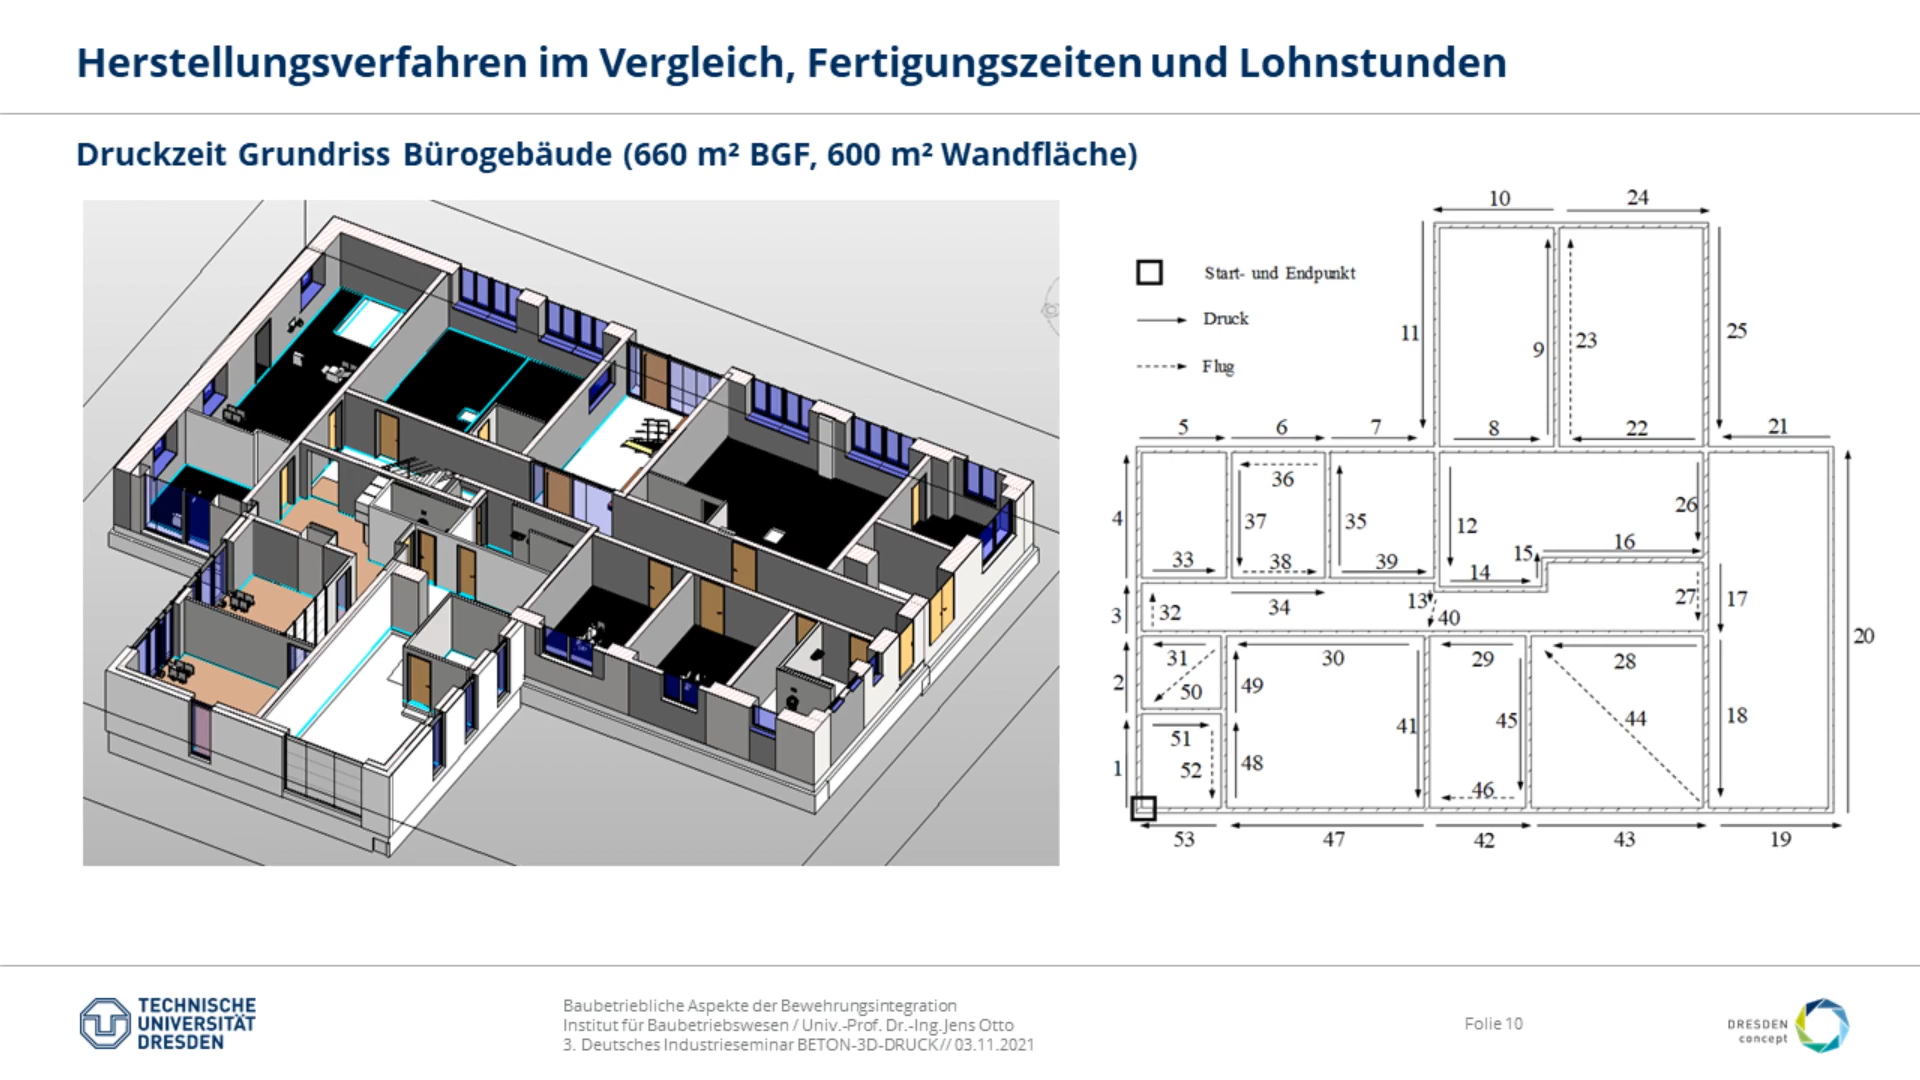 Herstellungsverfahren im Vergleich, Fertigungszeiten und Lohnstunden
Druckzeit Grundriss Bürogebäude (660 m² BGF, 600 m² Wandfläche)
Start- und Endpunkt
Druck
Flug
10 24
11 9 23 25
5 6 7 8 22 21
36
4 37 35 12 26
33 38 39 14 15 16
3 32 34 13 40 27 17
20
31 30 29 28
2 50 49
41 45 44 18
51
1 52 48 46
53 47 42 43 19
TECHNISCHE
UNIVERSITÄT
DRESDEN
Baubetriebliche Aspekte der Bewehrungsintegration
Institut für Baubetriebswesen / Univ.-Prof. Dr.-Ing.Jens Otto
3. Deutsches Industrieseminar BETON-3D-DRUCK// 03.11.2021
Folie 10
DRESDEN
concept